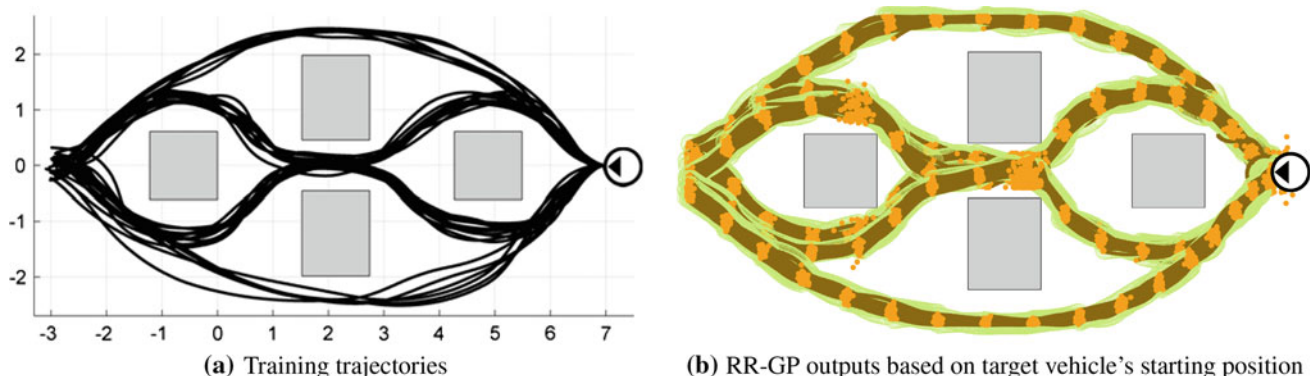 2
1
0
-1
-2
-3 -2 -1 0 1 2 3 4 5 6 7
(a) Training trajectories
(b) RR-GP outputs based on target vehicle's starting position